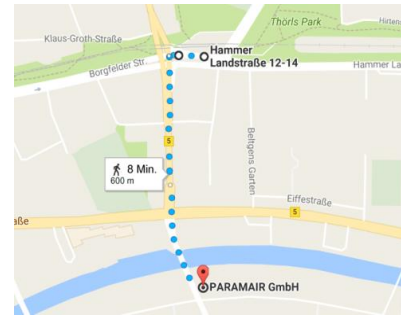 Thörls Park
Klaus-Groth-Straße
Hammer
Landstraße 12-14
Borgfelder Str.
Hammer La
5
Beltgens Garten
8 Min.
600 m
Eiffestraße
5
aße
PARAMAIR GmbH